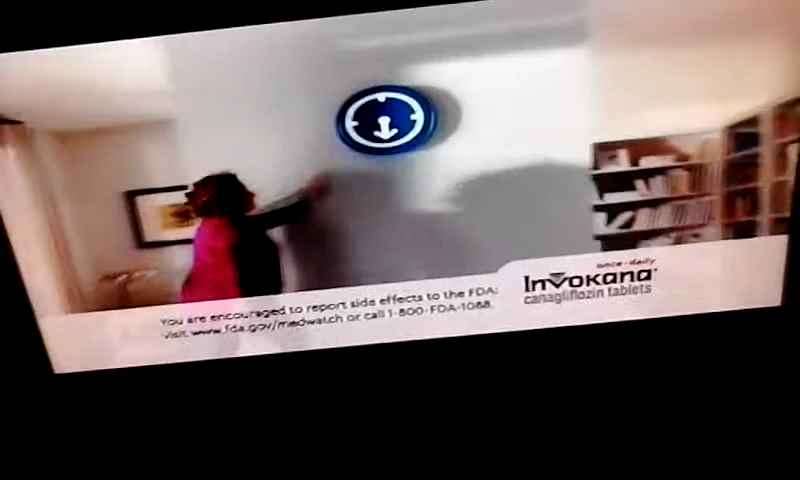 You are encouraged to report side effects to the FDA:
visit www.fda.gov/medwatch or call 1-800-FDA-1088.
once-daily
Invokana
canagliflozin tablets